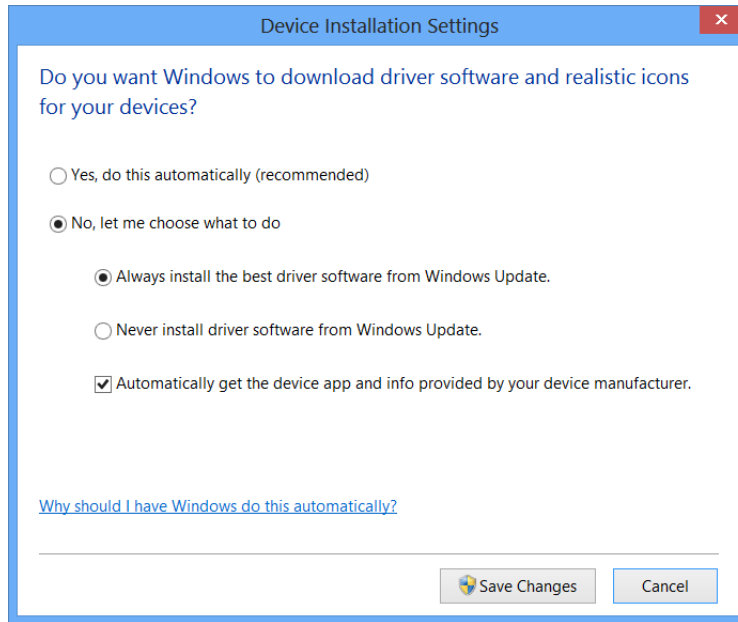 Device Installation Settings
Do you want Windows to download driver software and realistic icons
for your devices?
Yes, do this automatically (recommended)
No, let me choose what to do
Always install the best driver software from Windows Update.
Never install driver software from Windows Update.
Automatically get the device app and info provided by your device manufacturer.
Why should I have Windows do this automatically?
Save Changes
Cancel